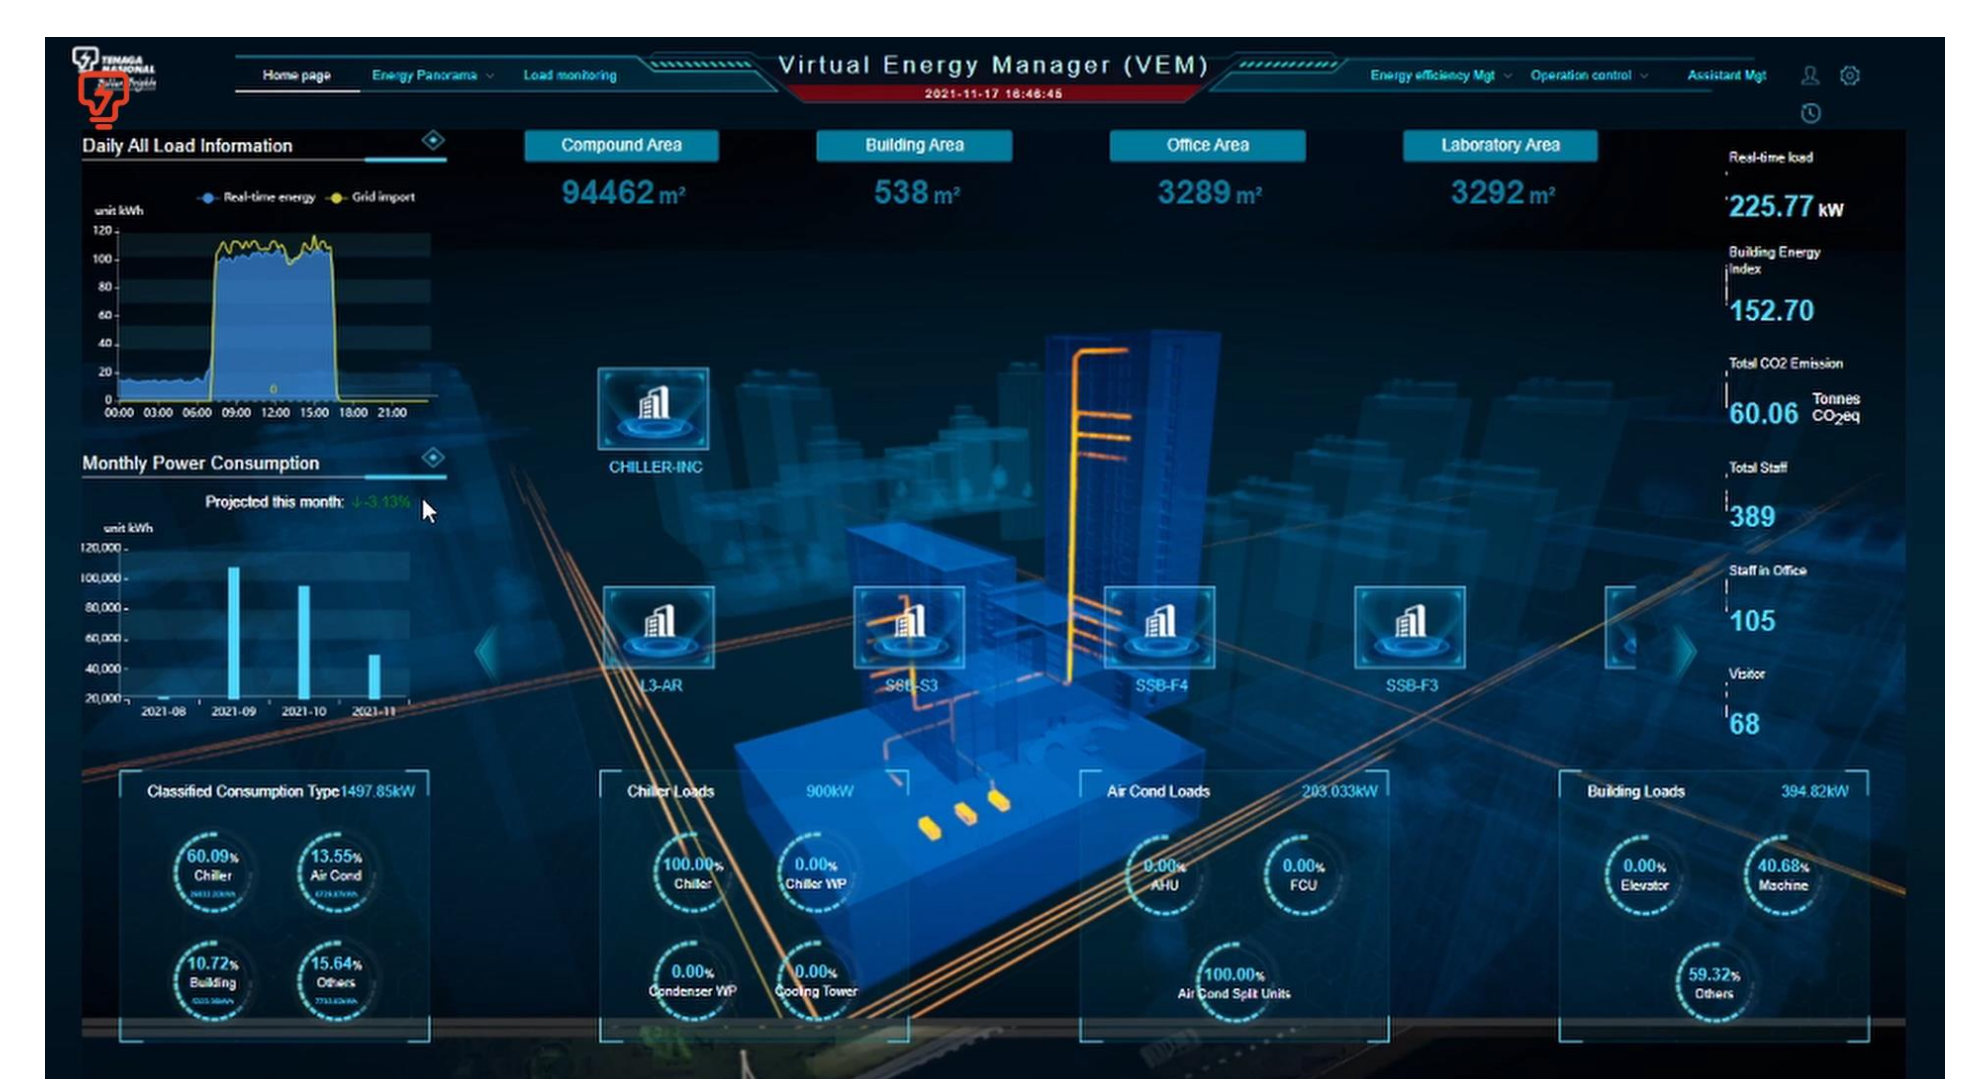 TENAGA
NASIONAL
Virtual Energy Manager (VEM)
2021-11-17 16:46:45
Home page
Energy Panorama
Load monitoring
Energy efficiency Mgt
Operation control
Assistant Mgt
Daily All Load Information
Real-time energy
Grid import
unit kWh
120
100
80
60
40
20
0
0
00:00 03:00 06:00 09:00 12:00 15:00 18:00 21:00
Compound Area
94462 m²
Building Area
538 m²
Office Area
3289 m²
Laboratory Area
3292 m²
Real-time load
225.77 kW
Building Energy
Index
152.70
Total CO2 Emission
60.06 Tonnes
CO2eq
Total Staff
389
Staff in Office
105
Visitor
68
Monthly Power Consumption
Projected this month: ↓-3.13%
unit kWh
120,000
100,000
80,000
60,000
40,000
20,000
2021-08 2021-09 2021-10 2021-11
CHILLER-INC
L3-AR
SSB-S3
SSB-F4
SSB-F3
Classified Consumption Type 1497.85kW
60.09%
Chiller
13.55%
Air Cond
10.72%
Building
15.64%
Others
Chiller Loads 900kW
100.00%
Chiller
0.00%
Chiller WP
0.00%
Condenser WP
0.00%
Cooling Tower
Air Cond Loads 203.033kW
0.00%
AHU
0.00%
FCU
100.00%
Air Cond Split Units
Building Loads 394.82kW
0.00%
Elevator
40.68%
Machine
59.32%
Others